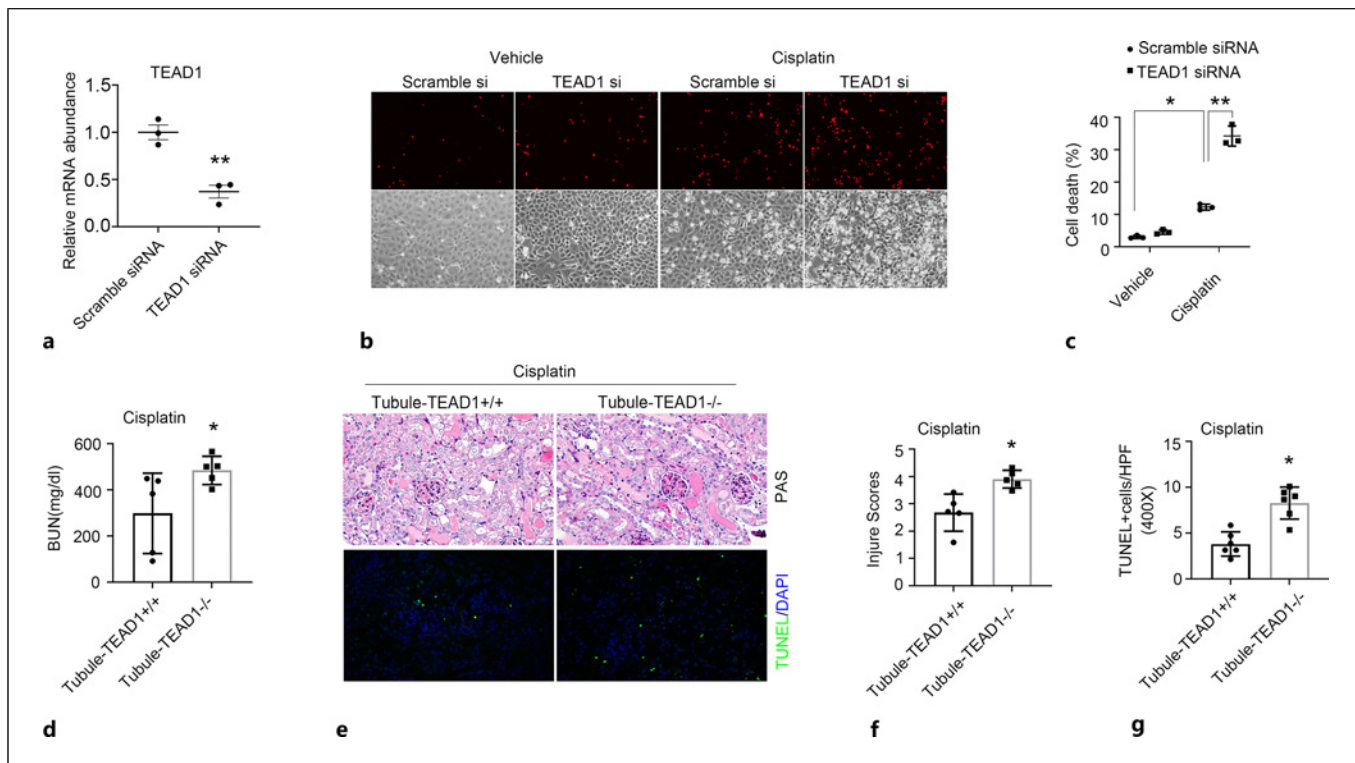 TEAD1
Relative mRNA abundance
1.5
1.0
0.5
0.0
**
Scramble siRNA
TEAD1 siRNA
a
Vehicle
Cisplatin
Scramble si
TEAD1 si
Scramble si
TEAD1 si
b
Scramble siRNA
TEAD1 siRNA
*
**
Cell death (%)
40
30
20
10
0
Vehicle
Cisplatin
c
Cisplatin
*
BUN(mg/dl)
600
400
200
0
Tubule-TEAD1+/+
Tubule-TEAD1-/-
d
Cisplatin
Tubule-TEAD1+/+
Tubule-TEAD1-/-
PAS
TUNEL/DAPI
e
Cisplatin
*
Injure Scores
5
4
3
2
1
0
Tubule-TEAD1+/+
Tubule-TEAD1-/-
f
Cisplatin
*
TUNEL+cells/HPF
(400X)
15
10
5
0
Tubule-TEAD1+/+
Tubule-TEAD1-/-
g